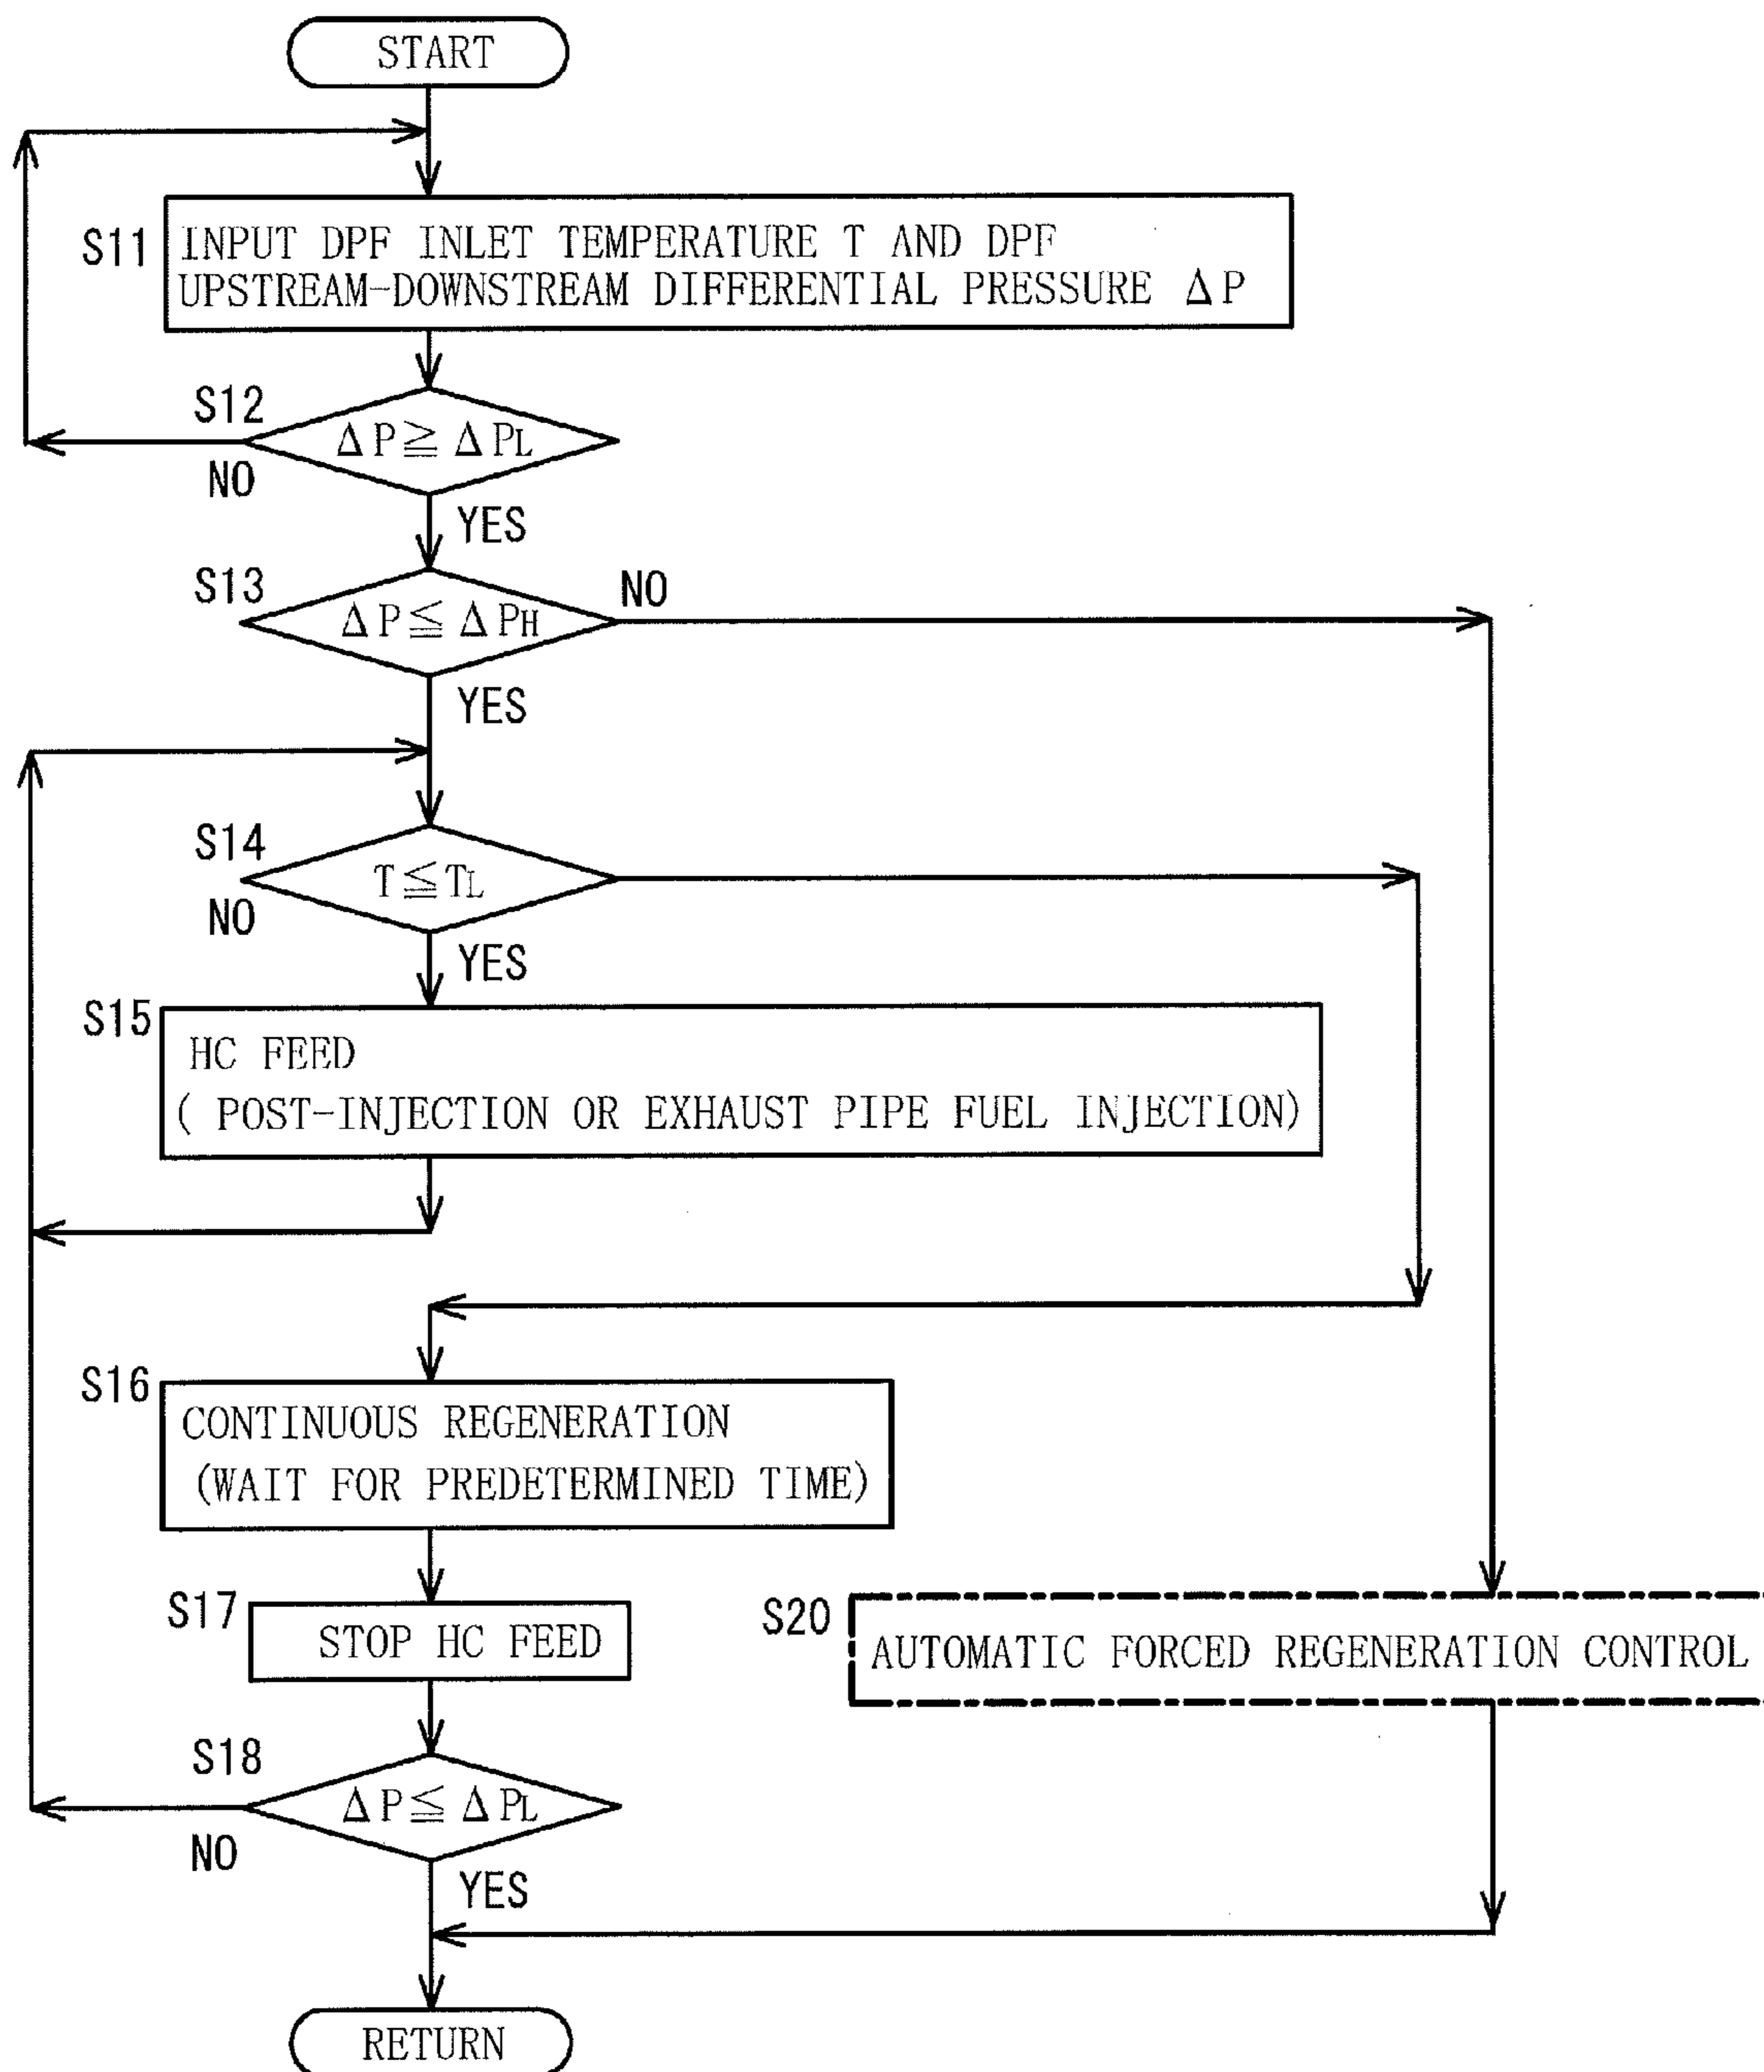 START
S11
INPUT DPF INLET TEMPERATURE T AND DPF
UPSTREAM-DOWNSTREAM DIFFERENTIAL PRESSURE ΔP
S12
ΔP≧ΔPL
NO
YES
S13
ΔP≦ΔPH
NO
YES
S14
T≦TL
NO
YES
S15
HC FEED
( POST-INJECTION OR EXHAUST PIPE FUEL INJECTION)
S16
CONTINUOUS REGENERATION
(WAIT FOR PREDETERMINED TIME)
S17
STOP HC FEED
S20
AUTOMATIC FORCED REGENERATION CONTROL
S18
ΔP≦ΔPL
NO
YES
RETURN